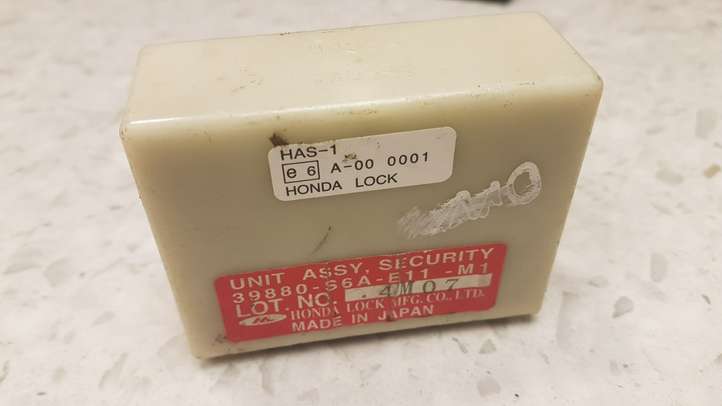 HAS-1
e 6 A-00 0001
HONDA LOCK
UNIT ASSY, SECURITY
39880-S6A-E11 -M1
LOT. NO. 4M07
HONDA LOCK MFG. CO., LTD.
MADE IN JAPAN